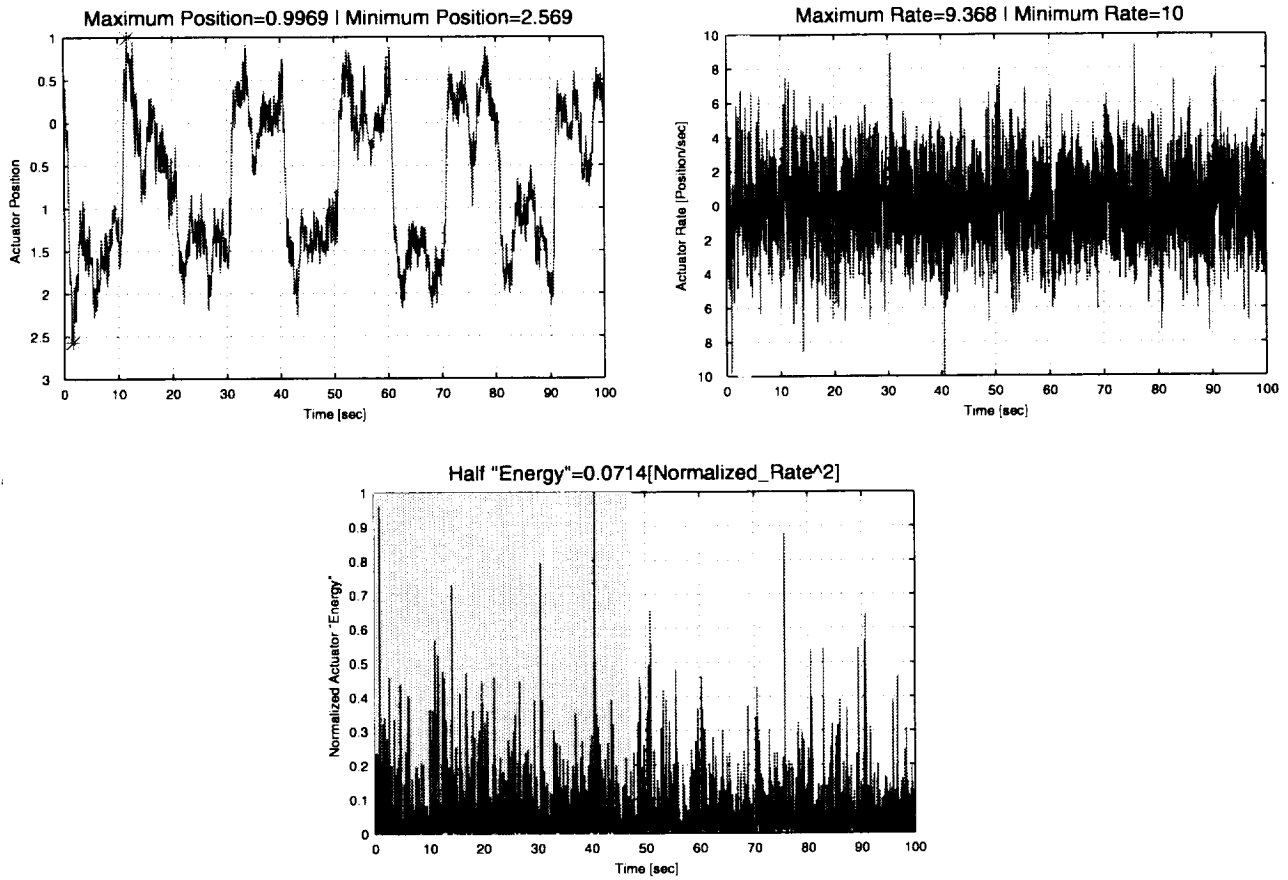 Maximum Position=0.9969 | Minimum Position=2.569
1
0.5
0
0.5
1
1.5
2
2.5
3
Actuator Position
0 10 20 30 40 50 60 70 80 90 100
Time [sec]
Maximum Rate=9.368 | Minimum Rate=10
10
8
6
4
2
0
2
4
6
8
10
Actuator Rate [Position/sec]
0 10 20 30 40 50 60 70 80 90 100
Time [sec]
Half "Energy"=0.0714[Normalized_Rate^2]
1
0.9
0.8
0.7
0.6
0.5
0.4
0.3
0.2
0.1
0
Normalized Actuator "Energy"
0 10 20 30 40 50 60 70 80 90 100
Time [sec]